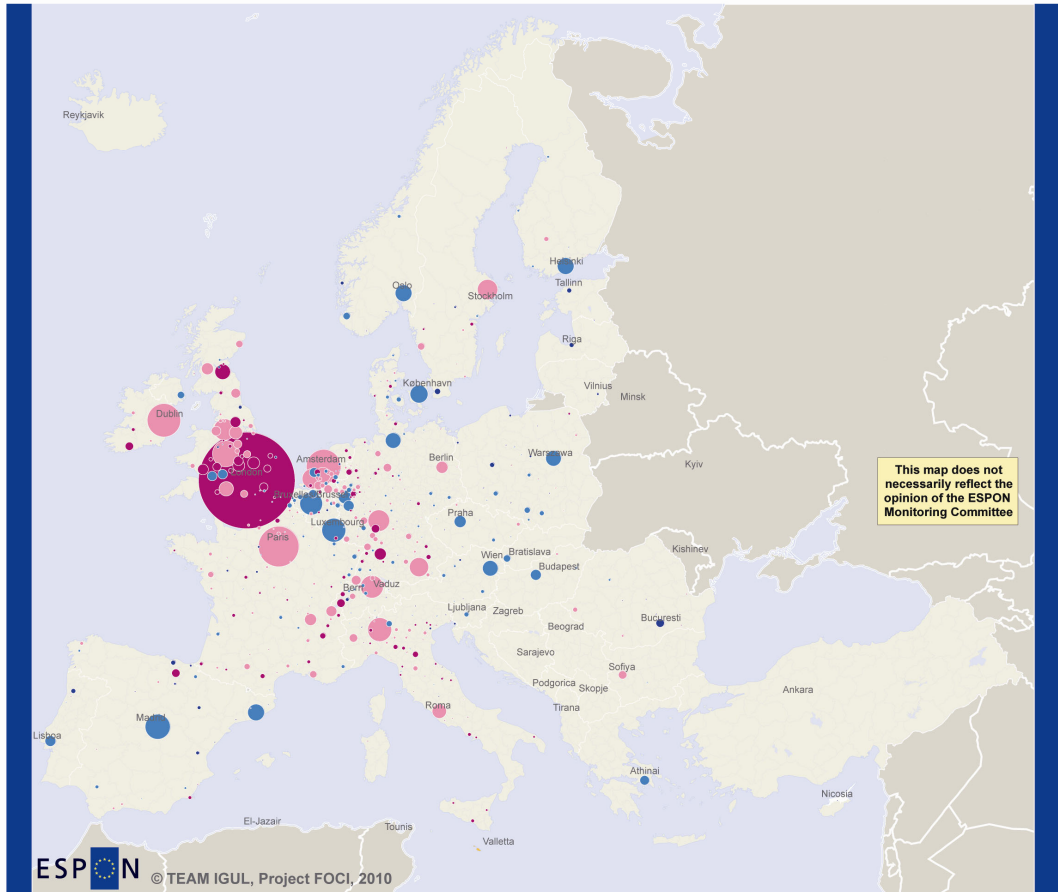 Reykjavik
Helsinki
Oslo
Tallinn
Stockholm
Riga
København
Vilnius
Minsk
Dublin
Amsterdam
Berlin
Warszawa
London
Kyiv
This map does not
necessarily reflect the
opinion of the ESPON
Monitoring Committee
Luxembourg
Praha
Paris
Kishinev
Wien
Bratislava
Budapest
Bern
Vaduz
Ljubljana
Zagreb
Bucuresti
Beograd
Sarajevo
Sofiya
Podgorica
Skopje
Ankara
Roma
Tirana
Madrid
Lisboa
Athinai
Nicosia
El-Jazair
Tounis
Valletta
ESPON
© TEAM IGUL, Project FOCI, 2010